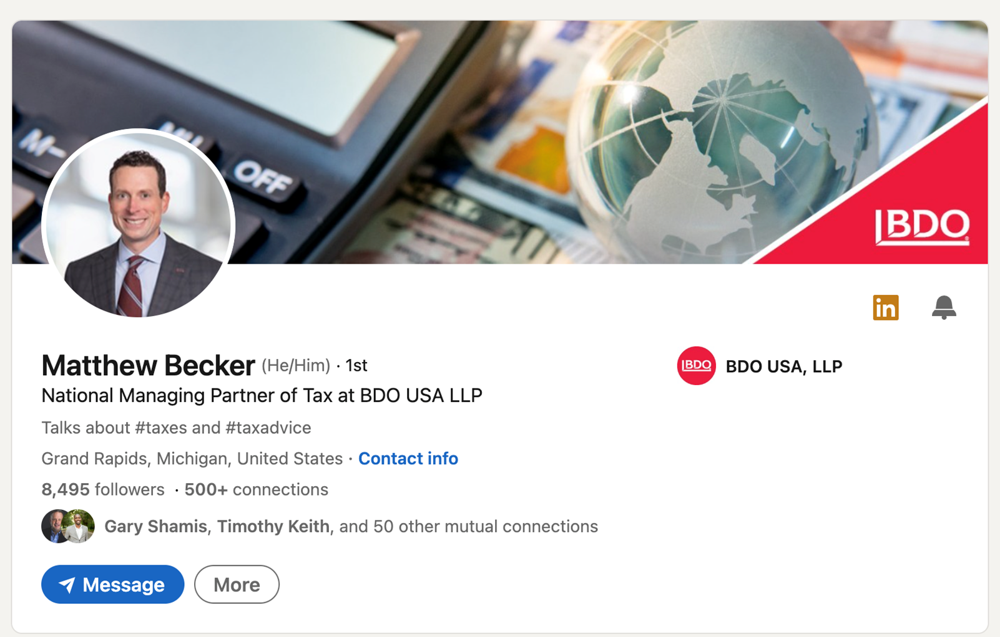 M-
MU
OFF
BDO
in
Matthew Becker (He/Him) · 1st
BDO
BDO USA, LLP
National Managing Partner of Tax at BDO USA LLP
Talks about #taxes and #taxadvice
Grand Rapids, Michigan, United States · Contact info
8,495 followers · 500+ connections
Gary Shamis, Timothy Keith, and 50 other mutual connections
Message
More